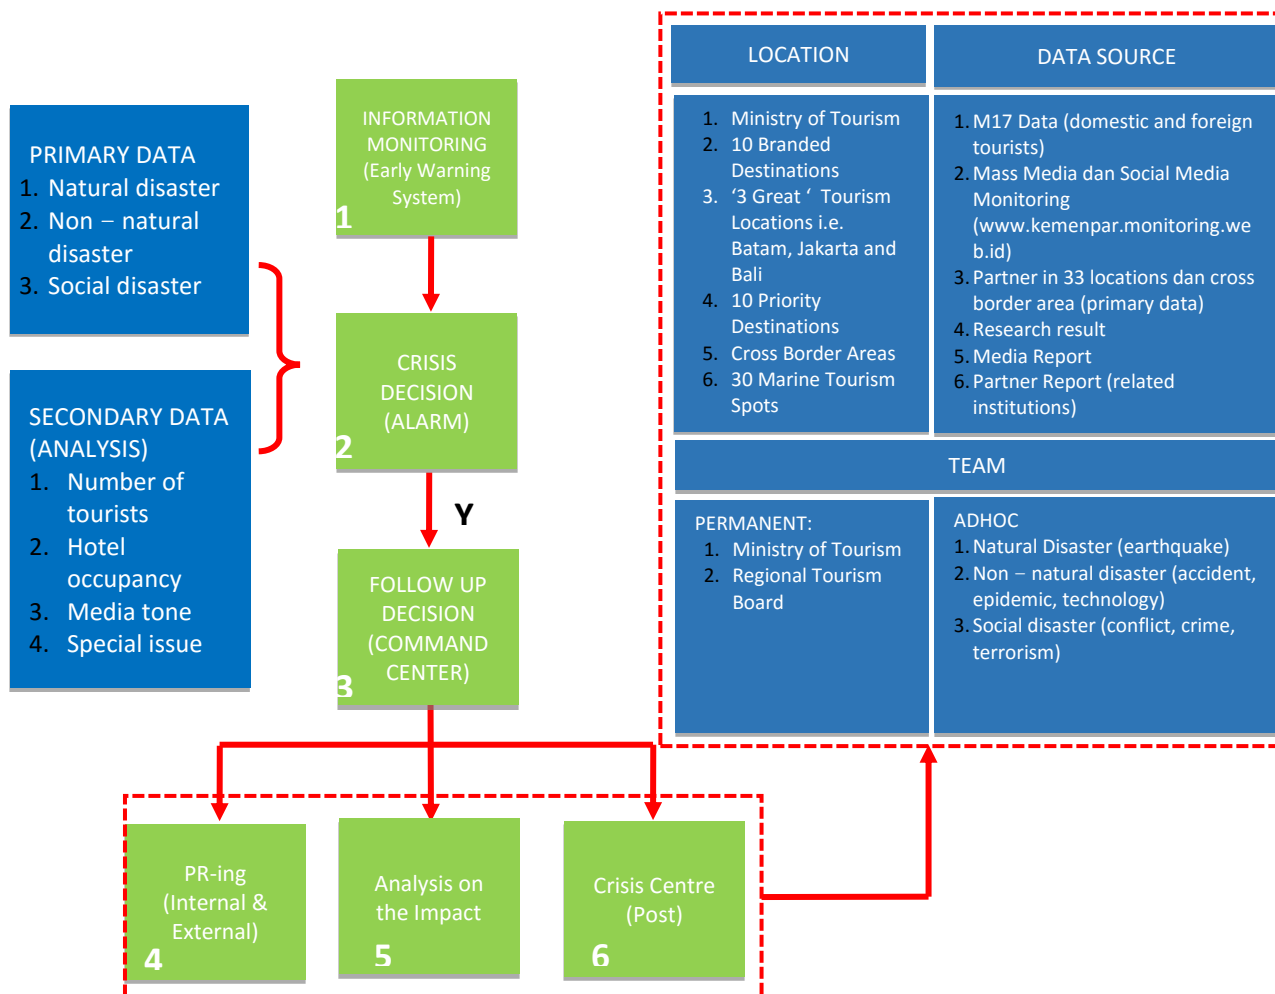 PRIMARY DATA
1. Natural disaster
2. Non – natural
disaster
3. Social disaster
SECONDARY DATA
(ANALYSIS)
1. Number of
tourists
2. Hotel
occupancy
3. Media tone
4. Special issue
INFORMATION
MONITORING
(Early Warning
System)
1
CRISIS
DECISION
(ALARM)
2
Y
FOLLOW UP
DECISION
(COMMAND
CENTER)
3
PR-ing
(Internal &
External)
4
Analysis on
the Impact
5
Crisis Centre
(Post)
6
LOCATION
1. Ministry of Tourism
2. 10 Branded
Destinations
3. ‘3 Great ‘ Tourism
Locations i.e.
Batam, Jakarta and
Bali
4. 10 Priority
Destinations
5. Cross Border Areas
6. 30 Marine Tourism
Spots
DATA SOURCE
1. M17 Data (domestic and foreign
tourists)
2. Mass Media dan Social Media
Monitoring
(www.kemenpar.monitoring.we
b.id)
3. Partner in 33 locations dan cross
border area (primary data)
4. Research result
5. Media Report
6. Partner Report (related
institutions)
TEAM
PERMANENT:
1. Ministry of Tourism
2. Regional Tourism
Board
ADHOC
1. Natural Disaster (earthquake)
2. Non – natural disaster (accident,
epidemic, technology)
3. Social disaster (conflict, crime,
terrorism)